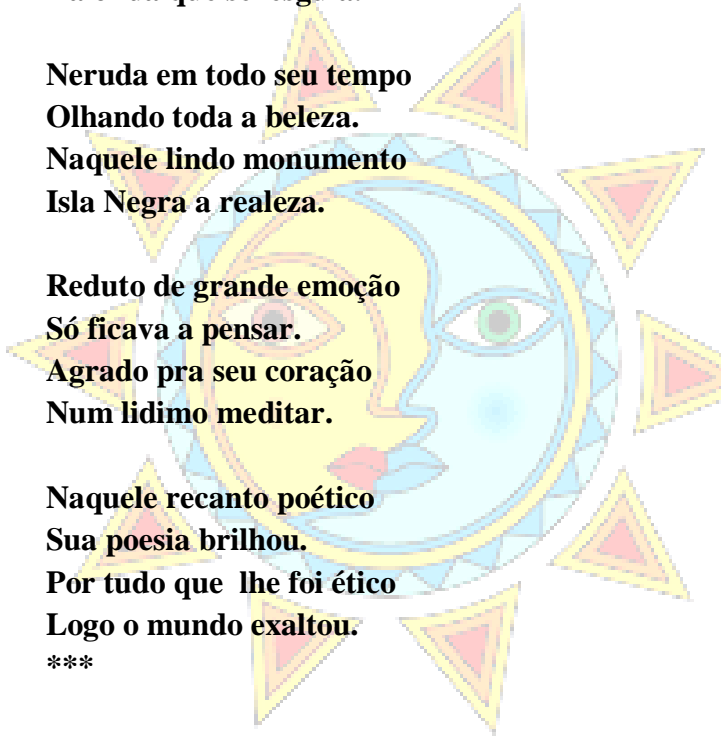 Neruda em todo seu tempo
Olhando toda a beleza.
Naquele lindo monumento
Isla Negra a realeza.
Reduto de grande emoção
Só ficava a pensar.
Agrado pra seu coração
Num lidimo meditar.
Naquele recanto poético
Sua poesia brilhou.
Por tudo que  lhe foi ético
Logo o mundo exaltou.
***